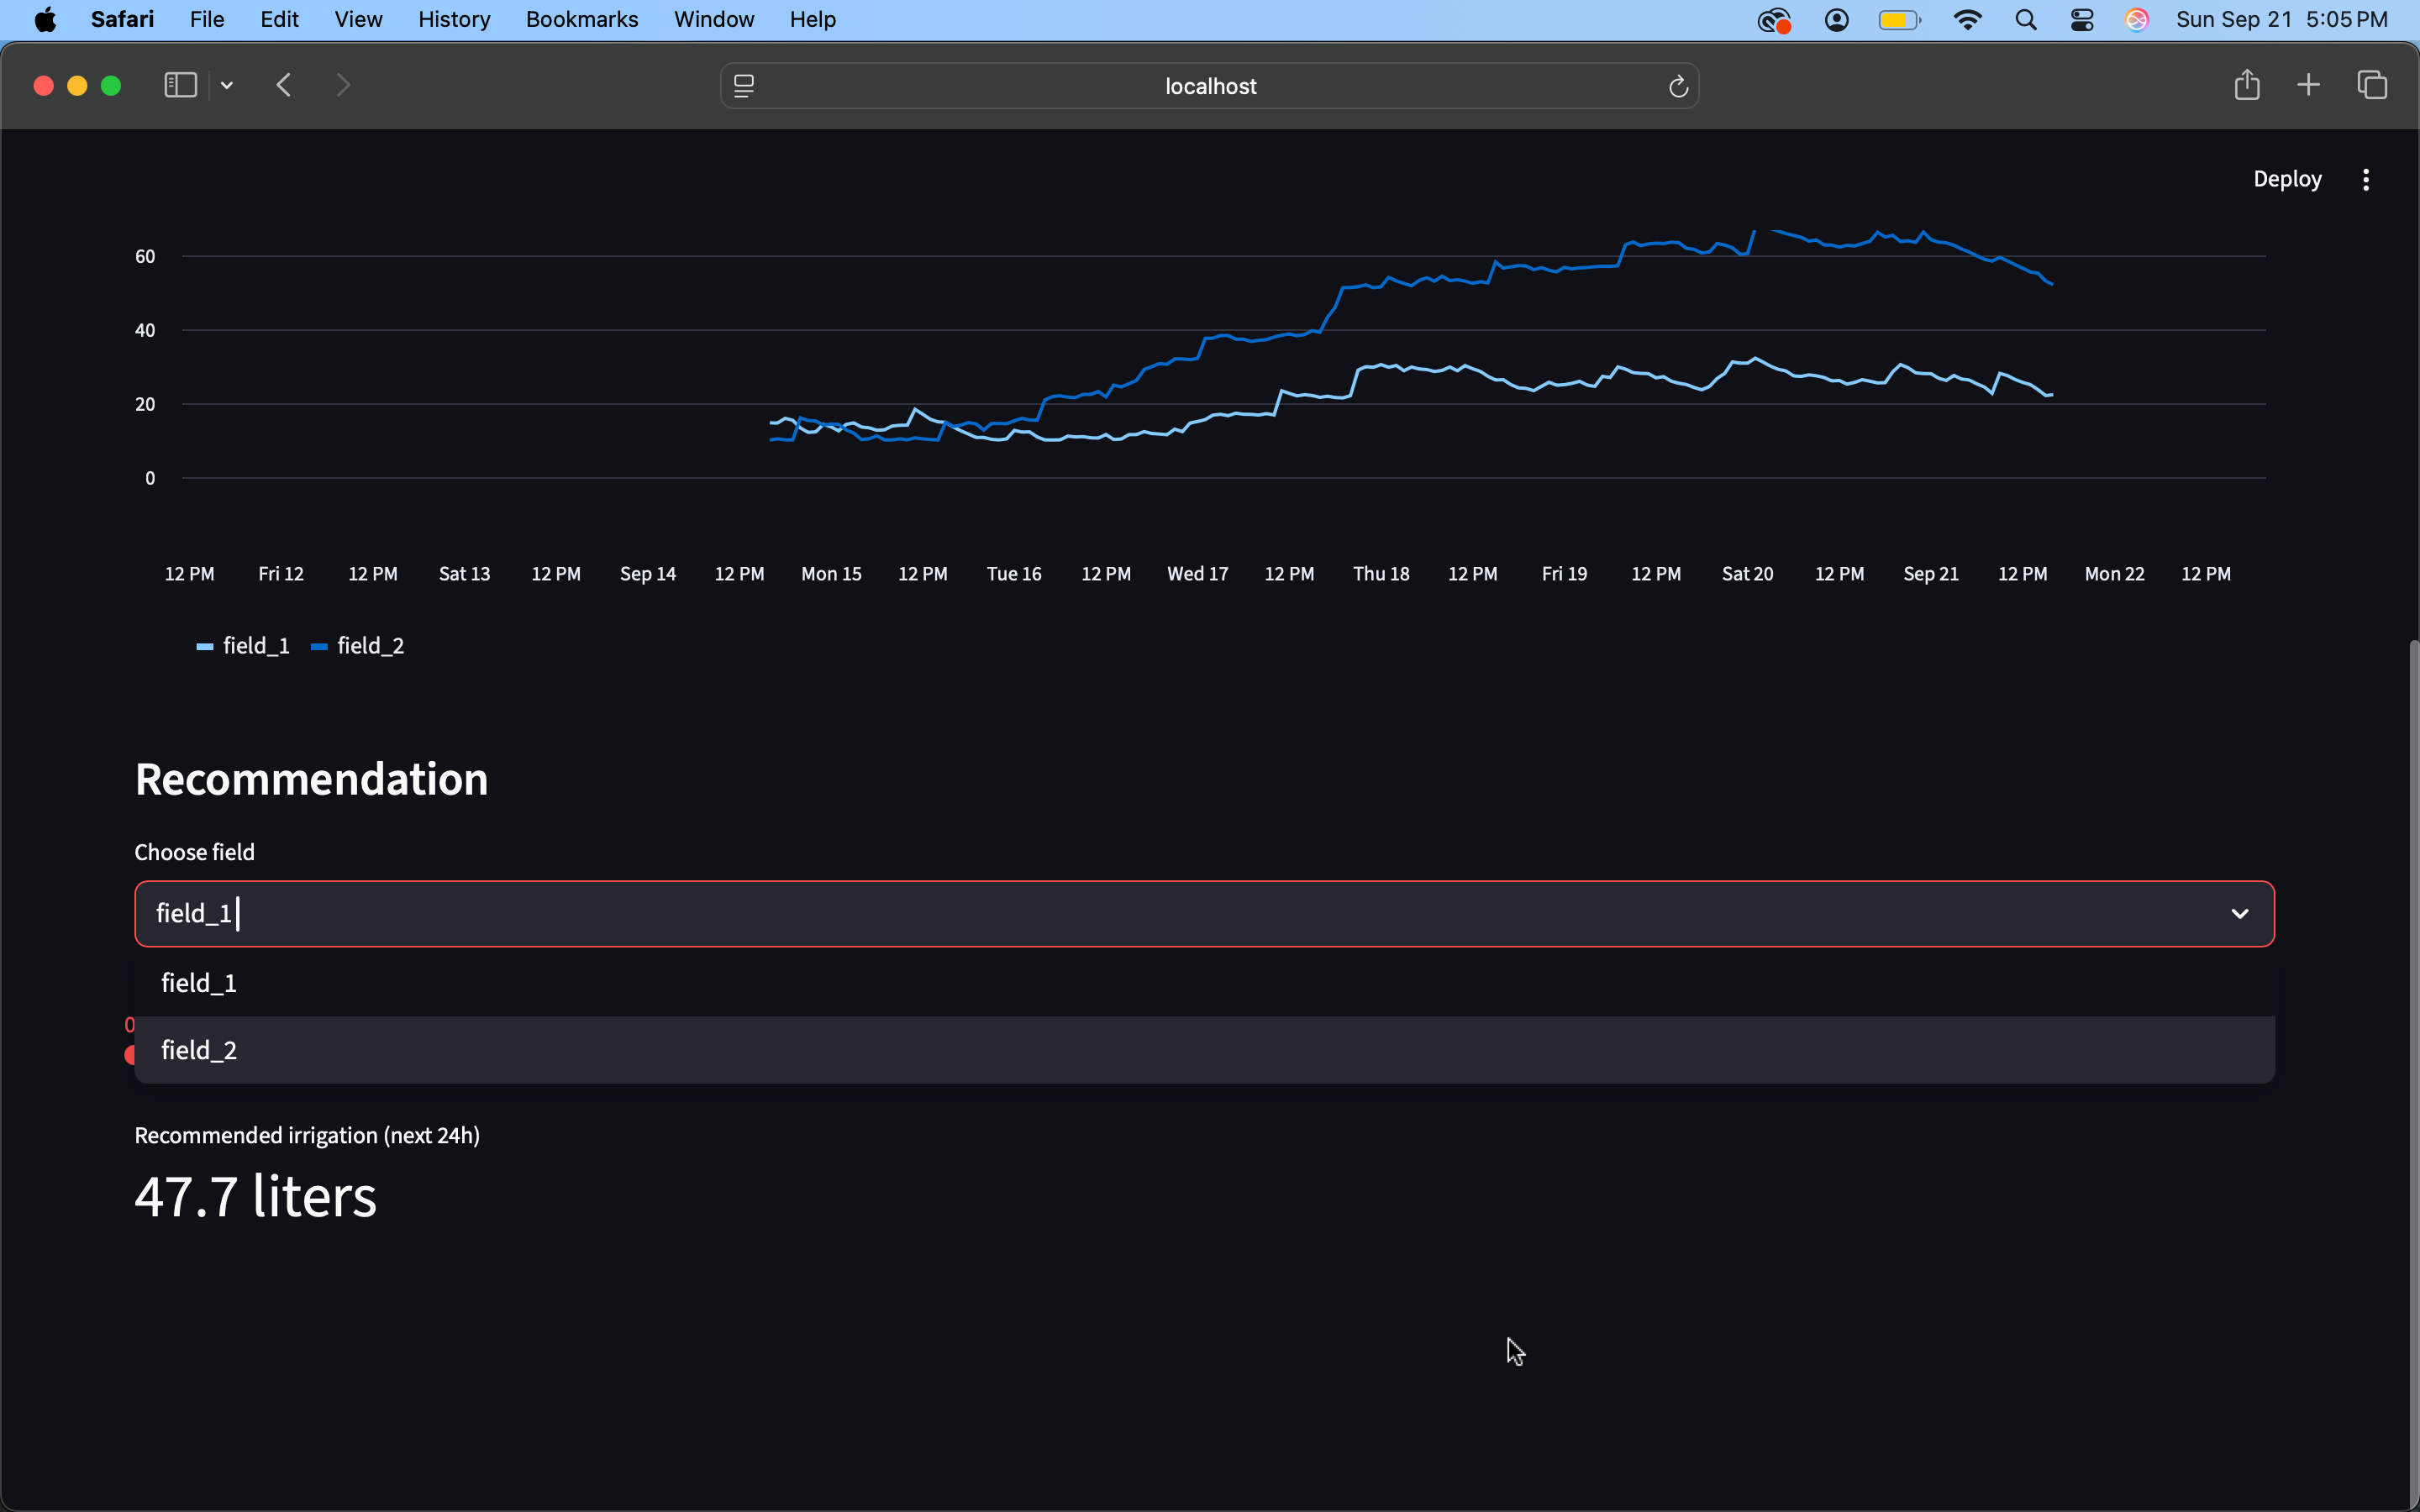 Safari File Edit View History Bookmarks Window Help Sun Sep 21 5:05 PM
localhost
Deploy
60
40
20
0
12 PM Fri 12 12 PM Sat 13 12 PM Sep 14 12 PM Mon 15 12 PM Tue 16 12 PM Wed 17 12 PM Thu 18 12 PM Fri 19 12 PM Sat 20 12 PM Sep 21 12 PM Mon 22 12 PM
field_1 field_2
Recommendation
Choose field
field_1
field_1
0
field_2
Recommended irrigation (next 24h)
47.7 liters